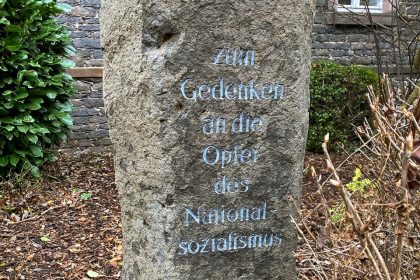 zum
Gedenken
an die
Opfer
des
National-
sozialismus